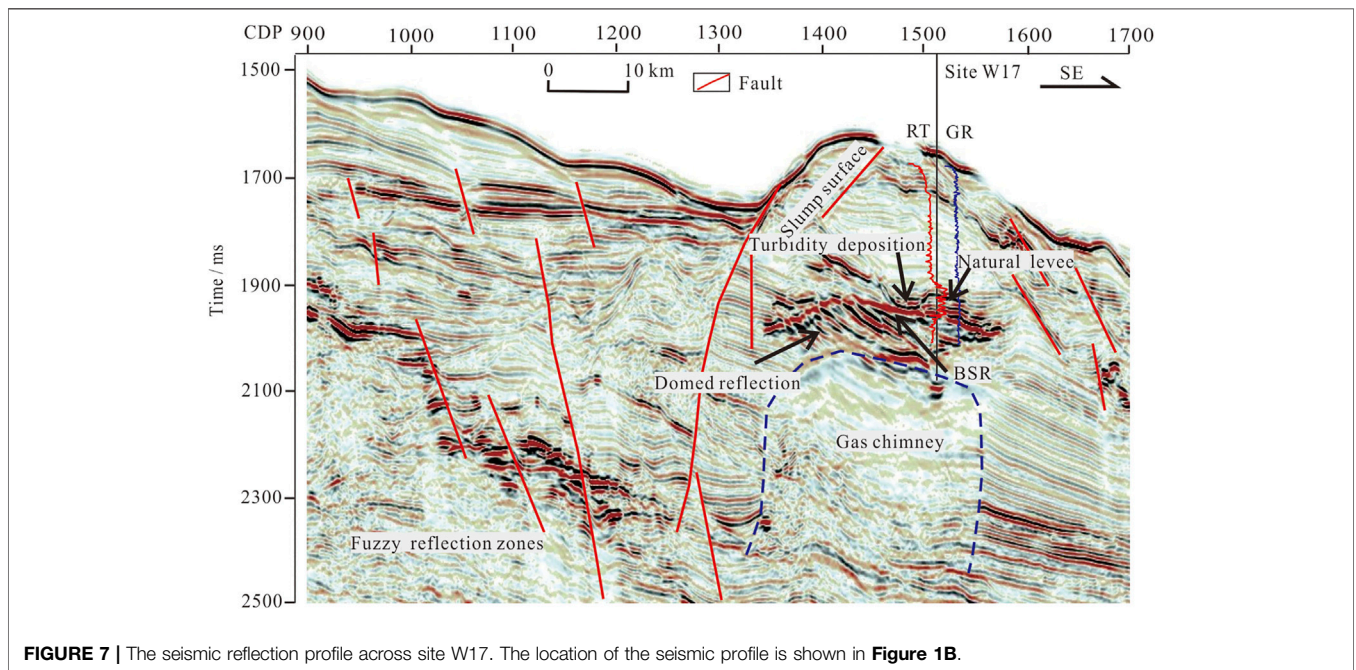 CDP
900 1000 1100 1200 1300 1400 1500 1600 1700
1500
0 10 km
Fault
Site W17
SE
RT
GR
1700
Slump surface
Turbidity deposition
Natural levee
Time / ms
1900
Domed reflection
BSR
2100
Gas chimney
2300
Fuzzy reflection zones
2500
FIGURE 7 | The seismic reflection profile across site W17. The location of the seismic profile is shown in Figure 1B.